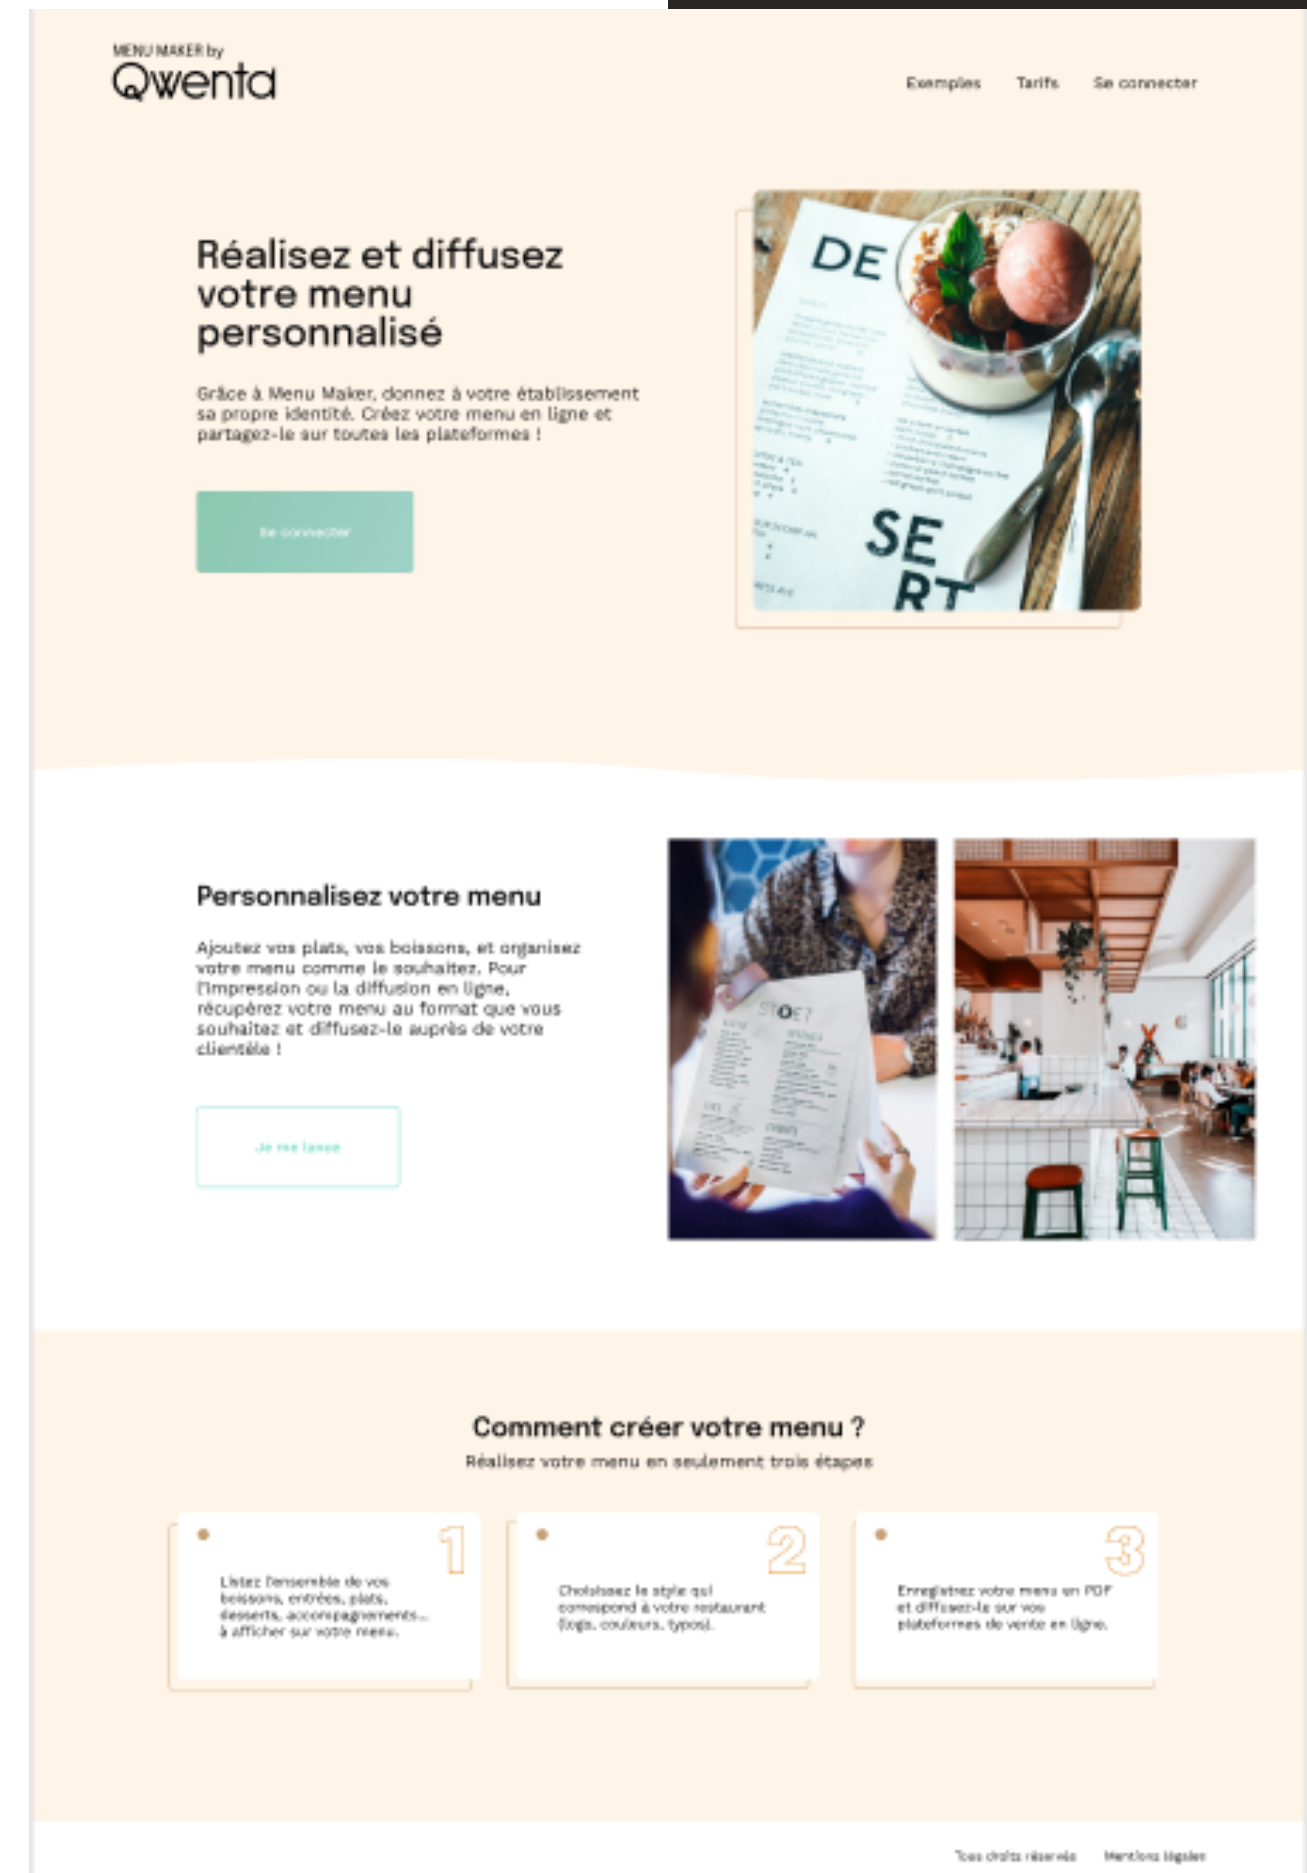 MENU MAKER by
Qwenta
Exemples Tarifs Se connecter
Réalisez et diffusez
votre menu
personnalisé
Grâce à Menu Maker, donnez à votre établissement
sa propre identité. Créez votre menu en ligne et
partagez-le sur toutes les plateformes !
Se connecter
DE
SE
RT
Personnalisez votre menu
Ajoutez vos plats, vos boissons, et organisez
votre menu comme le souhaitez. Pour
l'impression ou la diffusion en ligne,
récupérez votre menu au format que vous
souhaitez et diffusez-le auprès de votre
clientèle !
Je me lance
Comment créer votre menu ?
Réalisez votre menu en seulement trois étapes
1
Listez l'ensemble de vos
boissons, entrées, plats,
desserts, accompagnements...
à afficher sur votre menu.
2
Choisissez le style qui
correspond à votre restaurant
(logo, couleurs, typos).
3
Enregistrez votre menu en PDF
et diffusez-le sur vos
plateformes de vente en ligne.
Tous droits réservés Mentions légales